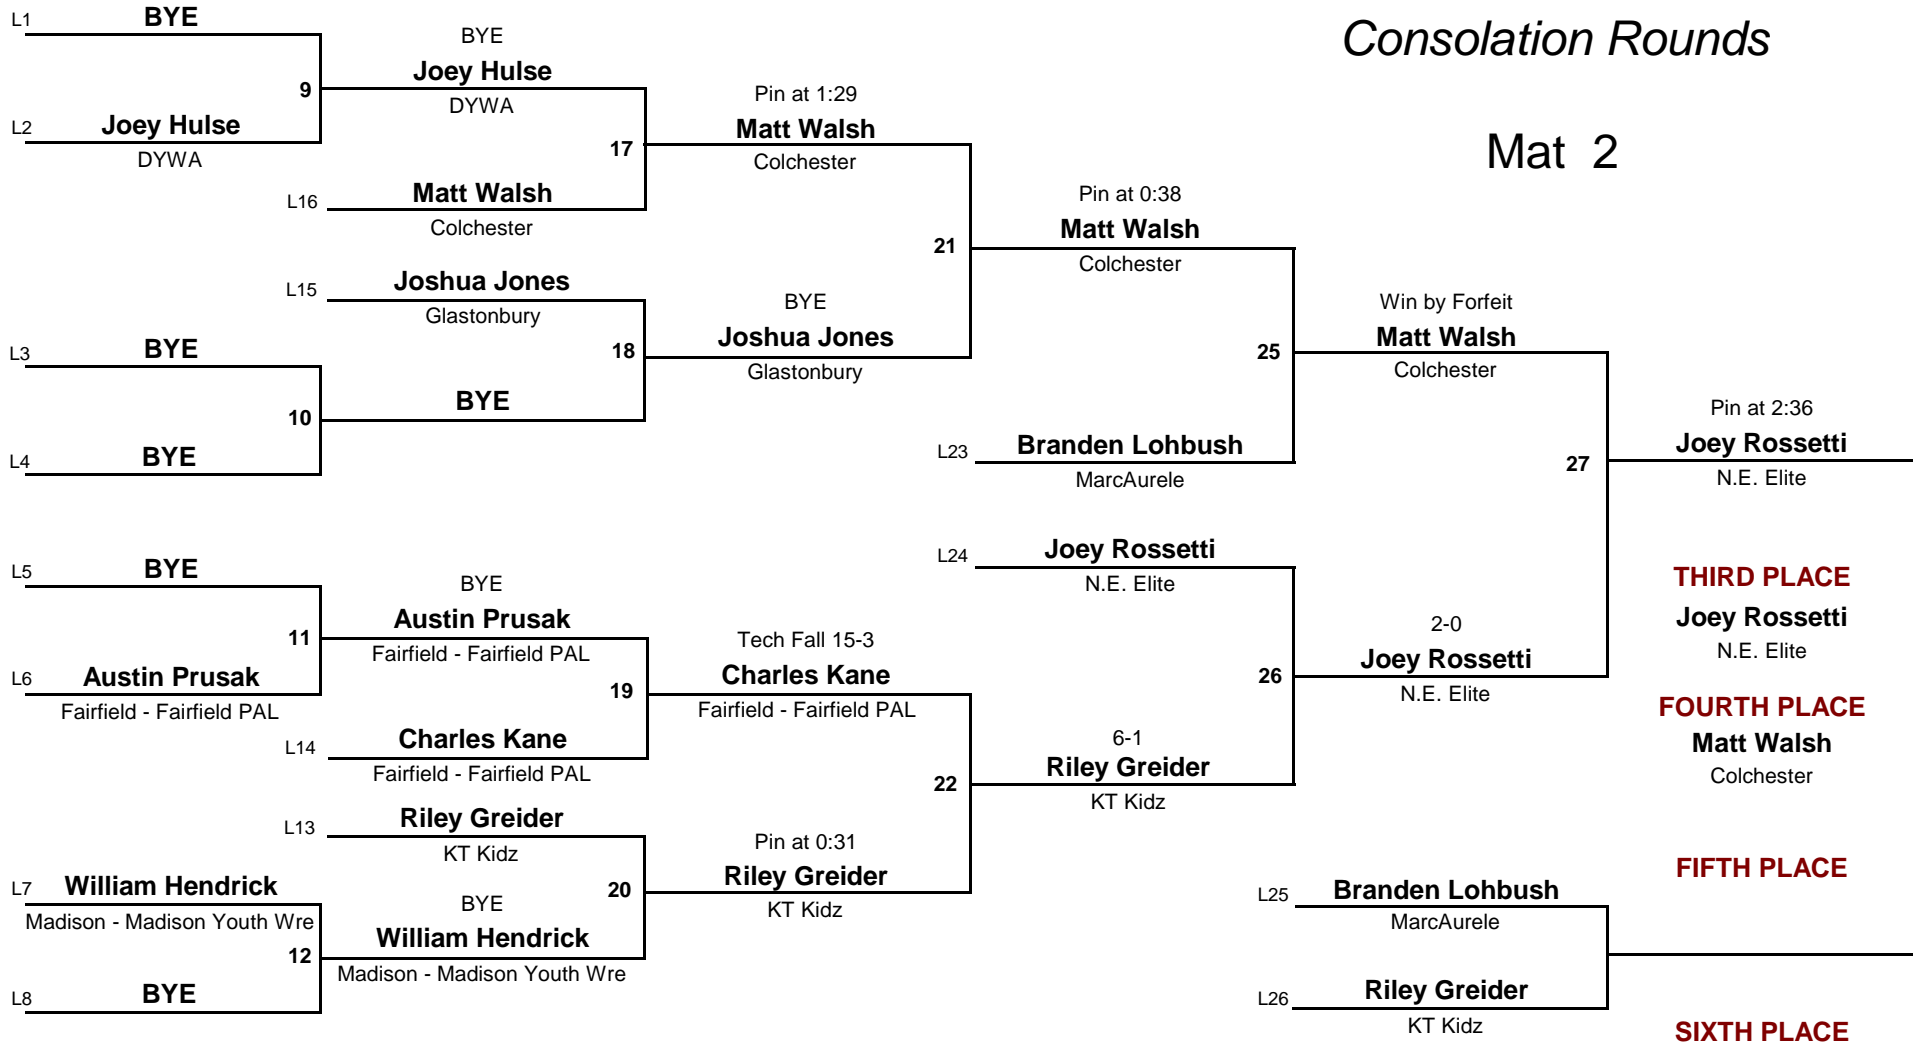 Consolation Rounds
Mat 2
L1
BYE
9
L2
Joey Hulse
DYWA
BYE
Joey Hulse
DYWA
17
L16
Matt Walsh
Colchester
Pin at 1:29
Matt Walsh
Colchester
L15
Joshua Jones
Glastonbury
18
L3
BYE
10
L4
BYE
BYE
BYE
Joshua Jones
Glastonbury
21
Pin at 0:38
Matt Walsh
Colchester
25
L23
Branden Lohbush
MarcAurele
Win by Forfeit
Matt Walsh
Colchester
27
Pin at 2:36
Joey Rossetti
N.E. Elite
L5
BYE
11
L6
Austin Prusak
Fairfield - Fairfield PAL
BYE
Austin Prusak
Fairfield - Fairfield PAL
19
L14
Charles Kane
Fairfield - Fairfield PAL
Tech Fall 15-3
Charles Kane
Fairfield - Fairfield PAL
L13
Riley Greider
KT Kidz
20
L7
William Hendrick
Madison - Madison Youth Wre
12
L8
BYE
BYE
William Hendrick
Madison - Madison Youth Wre
Pin at 0:31
Riley Greider
KT Kidz
22
L24
Joey Rossetti
N.E. Elite
26
6-1
Riley Greider
KT Kidz
2-0
Joey Rossetti
N.E. Elite
THIRD PLACE
Joey Rossetti
N.E. Elite
FOURTH PLACE
Matt Walsh
Colchester
FIFTH PLACE
L25
Branden Lohbush
MarcAurele
L26
Riley Greider
KT Kidz
SIXTH PLACE